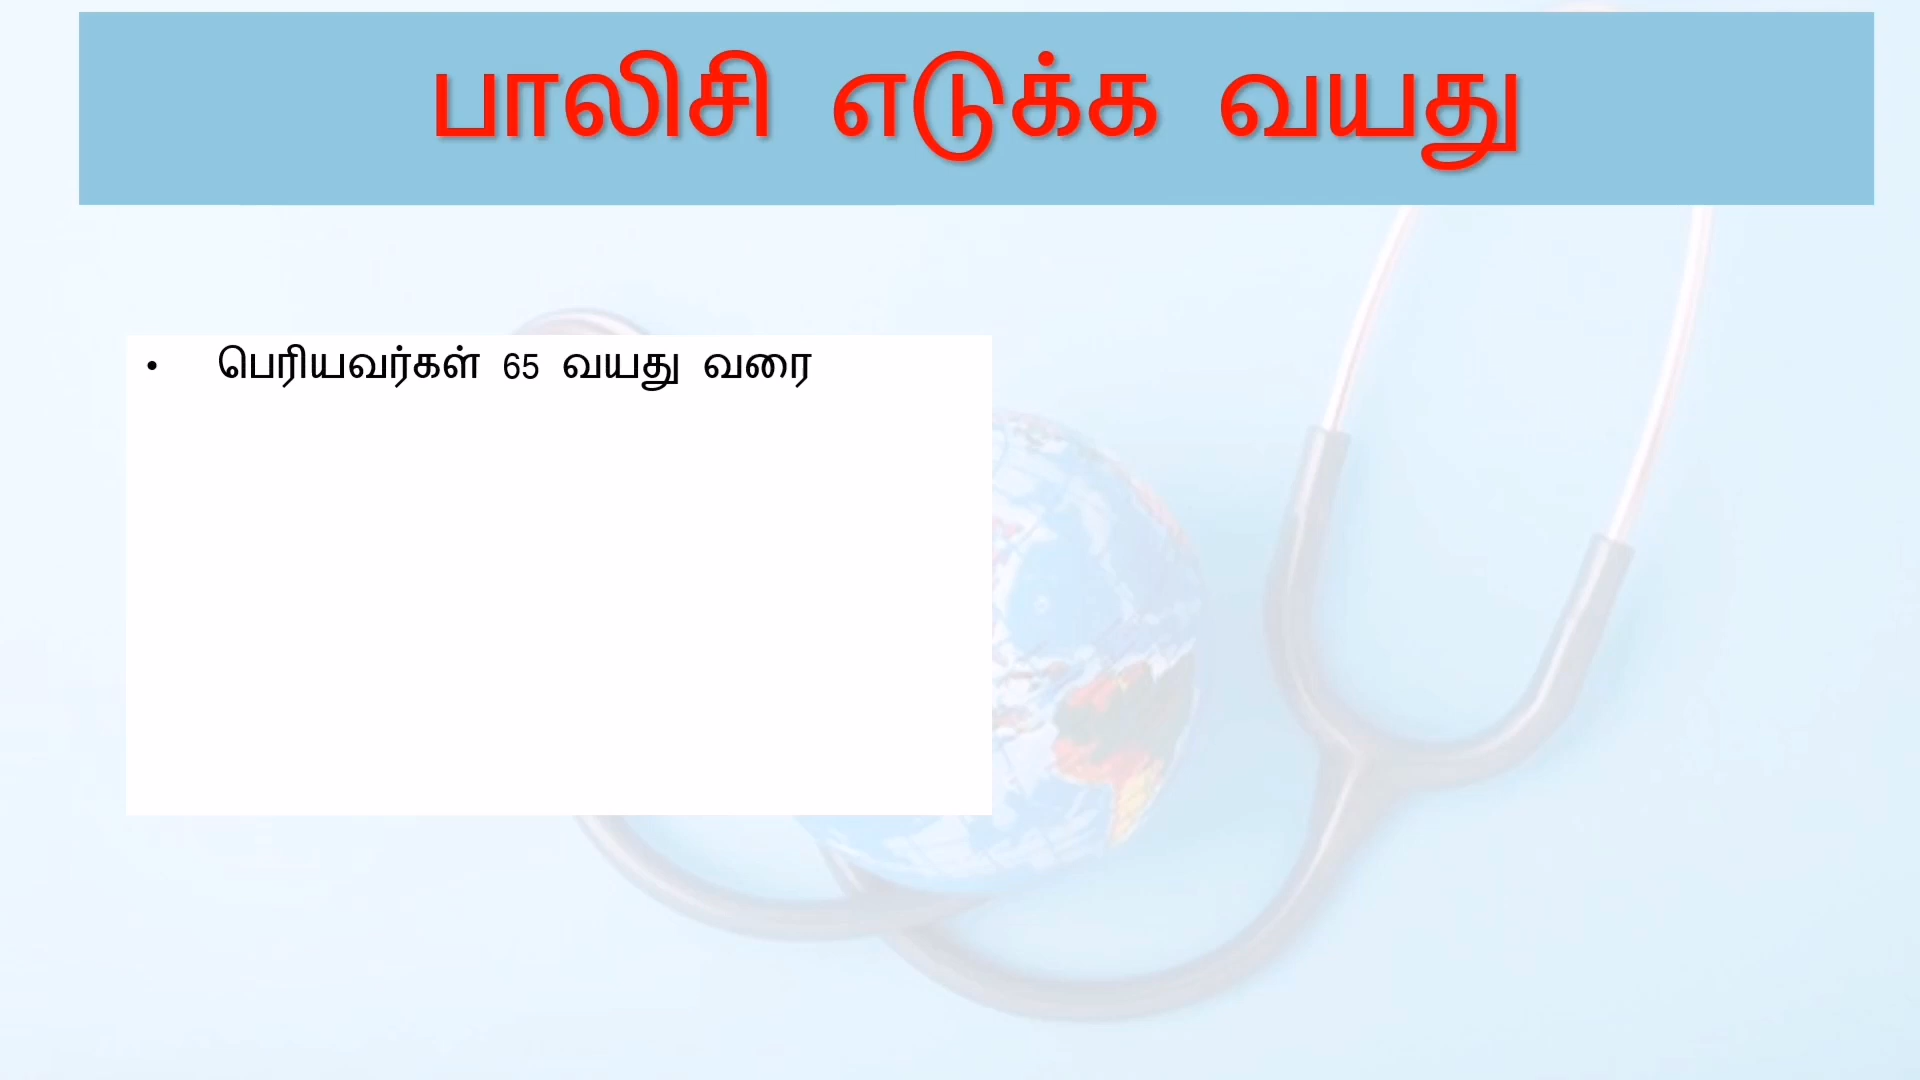 பாலிசி எடுக்க வயது
• பெரியவர்கள் 65 வயது வரை